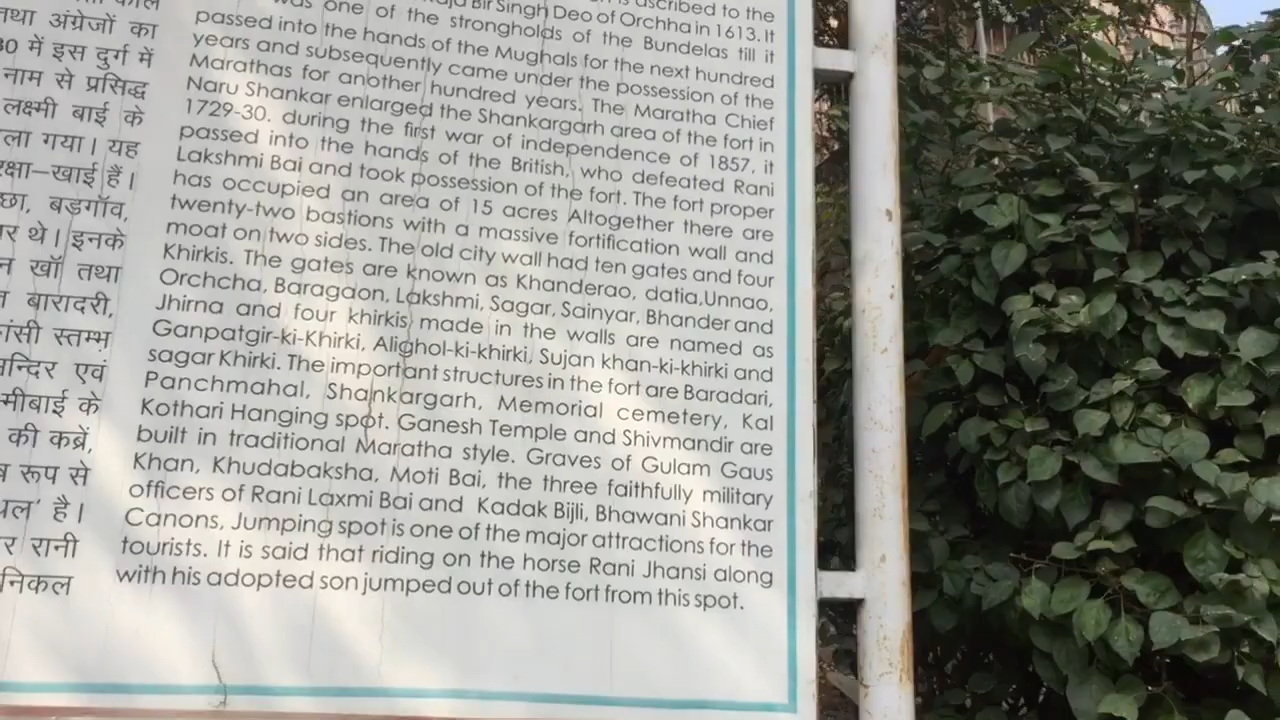 तथा अंग्रेजों का
30 में इस दुर्ग में
नाम से प्रसिद्ध
लक्ष्मी बाई के
ला गया। यह
रक्षा–खाई हैं।
छा, बड़गाँव,
इनके
खाँ तथा
बारादरी,
स्तम्भ
एवं
मीबाई के
की कब्रें,
रूप से
है।
रानी
निकल
ascribed to the
Bir Singh Deo of Orchha in 1613. It
was one of the strongholds of the Bundelas till it
passed into the hands of the Mughals for the next hundred
years and subsequently came under the possession of the
Marathas for another hundred years. The Maratha Chief
Naru Shankar enlarged the Shankargarh area of the fort in
1729-30. during the first war of independence of 1857, it
passed into the hands of the British, who defeated Rani
Lakshmi Bai and took possession of the fort. The fort proper
has occupied an area of 15 acres Altogether there are
twenty-two bastions with a massive fortification wall and
moat on two sides. The old city wall had ten gates and four
Khirkis. The gates are known as Khanderao, datia,Unnao,
Orchcha, Baragaon, Lakshmi, Sagar, Sainyar, Bhander and
Jhirna and four khirkis made in the walls are named as
Ganpatgir-ki-Khirki, Alighol-ki-khirki, Sujan khan-ki-khirki and
sagar Khirki. The important structures in the fort are Baradari,
Panchmahal, Shankargarh, Memorial cemetery, Kal
Kothari Hanging spot. Ganesh Temple and Shivmandir are
built in traditional Maratha style. Graves of Gulam Gaus
Khan, Khudabaksha, Moti Bai, the three faithfully military
officers of Rani Laxmi Bai and Kadak Bijli, Bhawani Shankar
Canons, Jumping spot is one of the major attractions for the
tourists. It is said that riding on the horse Rani Jhansi along
with his adopted son jumped out of the fort from this spot.